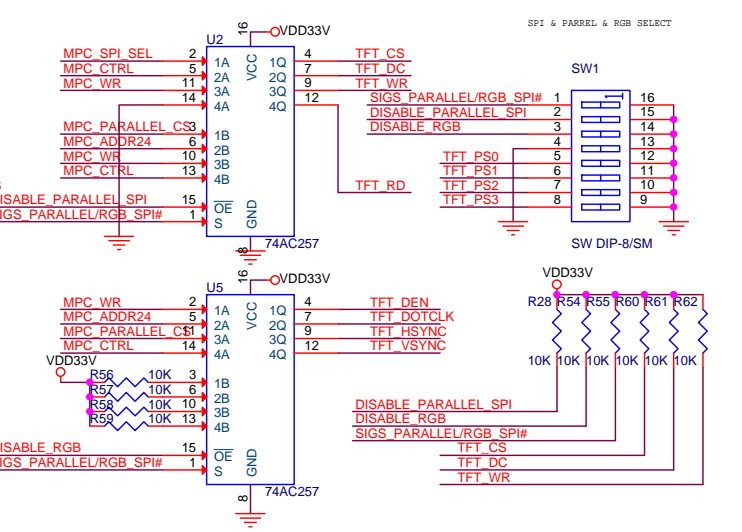 SPI & PARREL & RGB SELECT
U2
16
VDD33V
MPC_SPI_SEL 2 1A 1Q 4 TFT_CS
MPC_CTRL 5 2A 2Q 7 TFT_DC
MPC_WR 11 3A 3Q 9 TFT_WR
14 4A 4Q 12
VCC
MPC_PARALLEL_CS 3 1B
MPC_ADDR24 6 2B
MPC_WR 10 3B
MPC_CTRL 13 4B
TFT_RD
ISABLE_PARALLEL_SPI 15 OE
IGS_PARALLEL/RGB_SPI# 1 S
GND
8
74AC257
SW1
SIGS_PARALLEL/RGB_SPI# 1 1 16
DISABLE_PARALLEL_SPI 2 15
DISABLE_RGB 3 14
4 13
TFT_PS0 5 12
TFT_PS1 6 11
TFT_PS2 7 10
TFT_PS3 8 9
SW DIP-8/SM
U5
16
VDD33V
MPC_WR 2 1A 1Q 4 TFT_DEN
MPC_ADDR24 5 2A 2Q 7 TFT_DOTCLK
MPC_PARALLEL_CS 11 3A 3Q 9 TFT_HSYNC
MPC_CTRL 14 4A 4Q 12 TFT_VSYNC
VCC
VDD33V
R56 10K 3 1B
R57 10K 6 2B
R58 10K 10 3B
R59 10K 13 4B
ISABLE_RGB 15 OE
IGS_PARALLEL/RGB_SPI# 1 S
GND
8
74AC257
VDD33V
R28 R54 R55 R60 R61 R62
10K 10K 10K 10K 10K 10K
DISABLE_PARALLEL_SPI
DISABLE_RGB
SIGS_PARALLEL/RGB_SPI#
TFT_CS
TFT_DC
TFT_WR